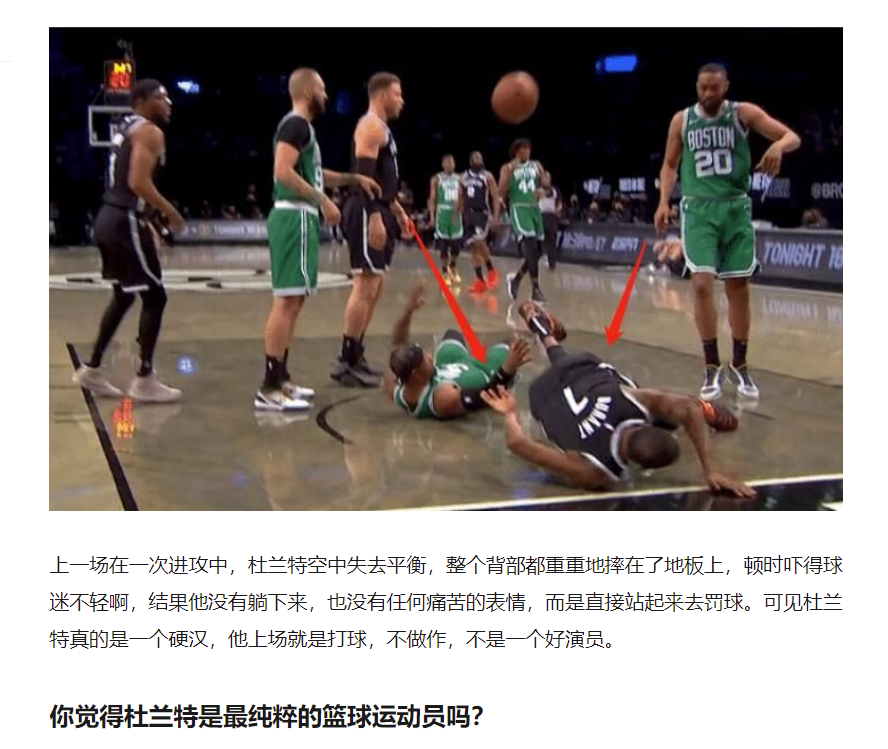 BOSTON
20
44
TONIGHT
ESPN
@BRO
7
上一场在一次进攻中，杜兰特空中失去平衡，整个背部都重重地摔在了地板上，顿时吓得球
迷不轻啊，结果他没有躺下来，也没有任何痛苦的表情，而是直接站起来去罚球。可见杜兰
特真的是一个硬汉，他上场就是打球，不做作，不是一个好演员。
你觉得杜兰特是最纯粹的篮球运动员吗？